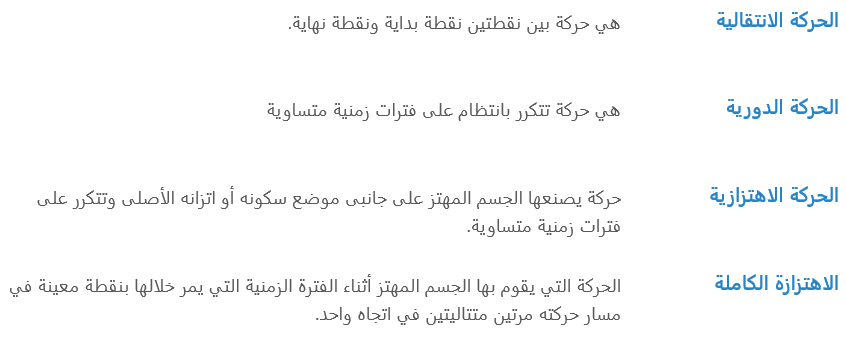 الحركة الانتقالية
هي حركة بين نقطتين نقطة بداية ونقطة نهاية.
الحركة الدورية
هي حركة تتكرر بانتظام على فترات زمنية متساوية
الحركة الاهتزازية
حركة يصنعها الجسم المهتز على جانبى موضع سكونه أو اتزانه الأصلى وتتكرر على
فترات زمنية متساوية.
الاهتزازة الكاملة
الحركة التي يقوم بها الجسم المهتز أثناء الفترة الزمنية التي يمر خلالها بنقطة معينة في
مسار حركته مرتين متتاليتين في اتجاه واحد.